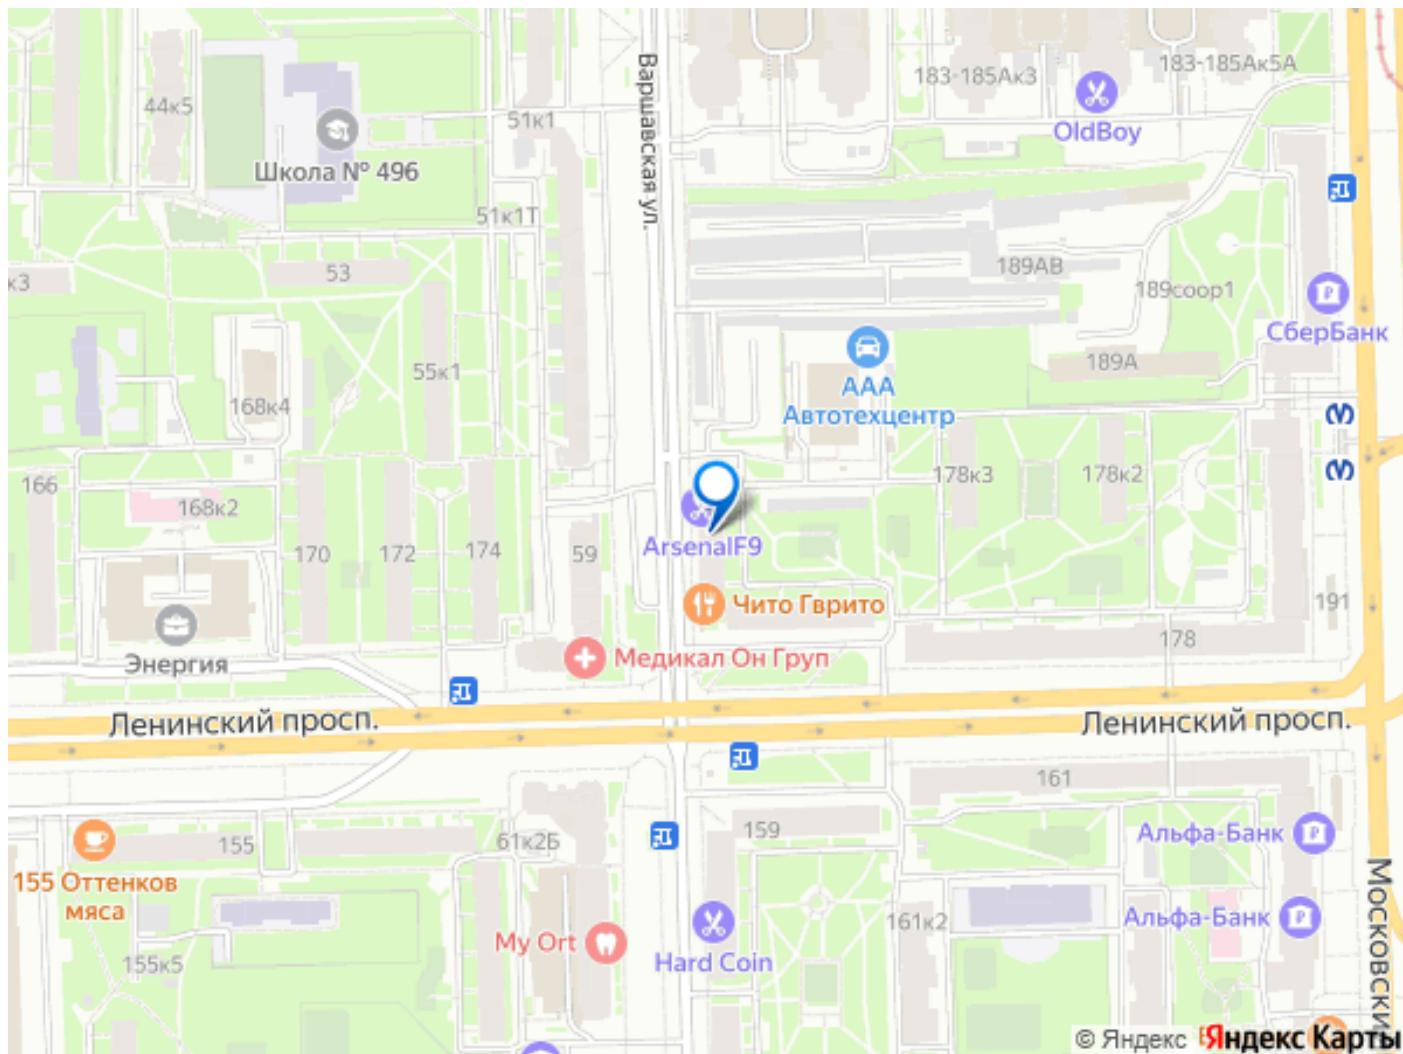 183-185Ак5А
183-185Ак3
44к5
51к1
OldBoy
Варшавская ул.
Школа № 496
51к1Т
53
189АВ
к3
189соор1
СберБанк
189А
55к1
ААА
Автотехцентр
168к4
166
178к3
178к2
168к2
170
172
174
59
ArsenalF9
Чито Гврито
191
178
Энергия
Медикал Он Груп
Ленинский просп.
Ленинский просп.
161
159
Альфа-Банк
155
61к2Б
155 Оттенков
мяса
Московски
161к2
Альфа-Банк
My Ort
Hard Coin
155к5
© Яндекс
Яндекс Карты